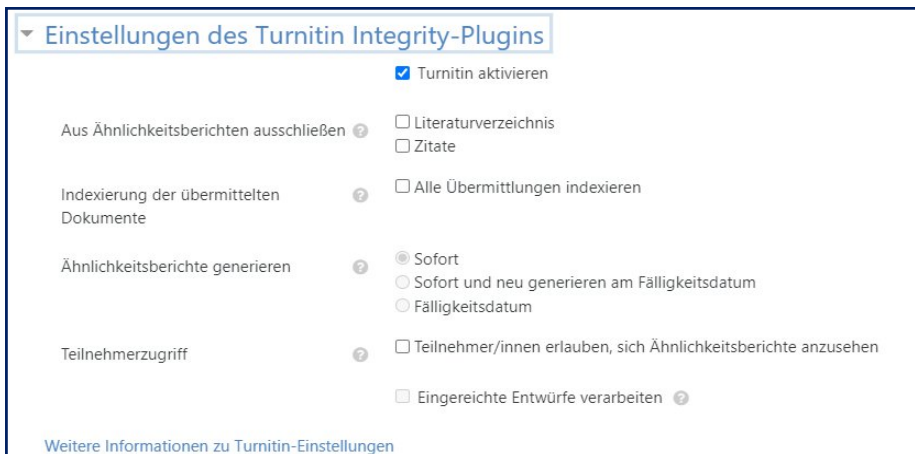 Einstellungen des Turnitin Integrity-Plugins
Turnitin aktivieren
Aus Ähnlichkeitsberichten ausschließen
Literaturverzeichnis
Zitate
Indexierung der übermittelten
Dokumente
Alle Übermittlungen indexieren
Ähnlichkeitsberichte generieren
Sofort
Sofort und neu generieren am Fälligkeitsdatum
Fälligkeitsdatum
Teilnehmerzugriff
Teilnehmer/innen erlauben, sich Ähnlichkeitsberichte anzusehen
Eingereichte Entwürfe verarbeiten
Weitere Informationen zu Turnitin-Einstellungen